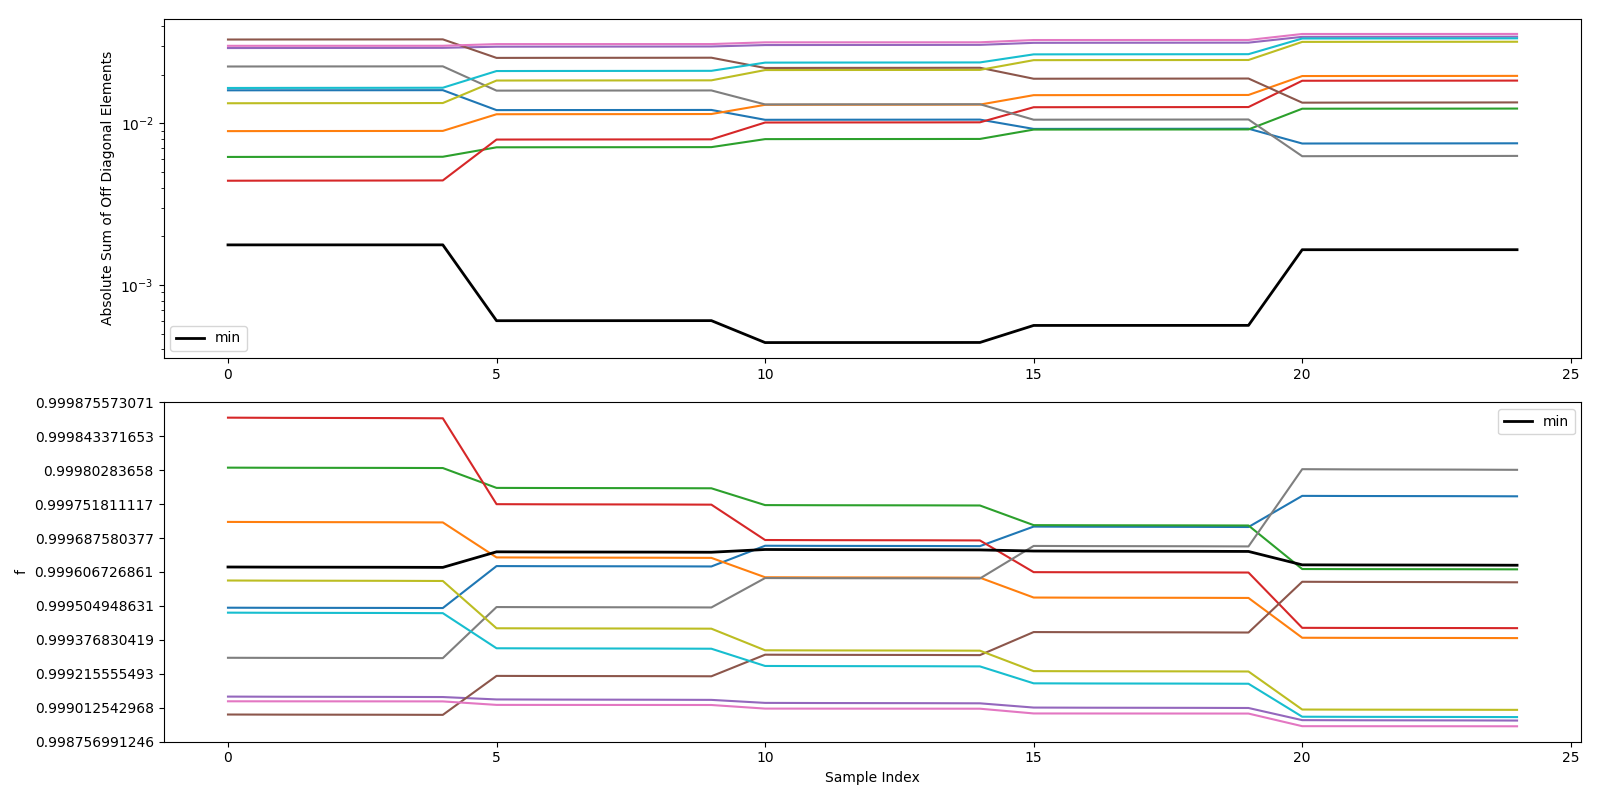 Absolute Sum of Off Diagonal Elements
10^-2
10^-3
min
0 5 10 15 20 25
f
0.999875573071
0.999843371653
0.99980283658
0.999751811117
0.999687580377
0.999606726861
0.999504948631
0.999376830419
0.999215555493
0.999012542968
0.998756991246
min
0 5 10 15 20 25
Sample Index